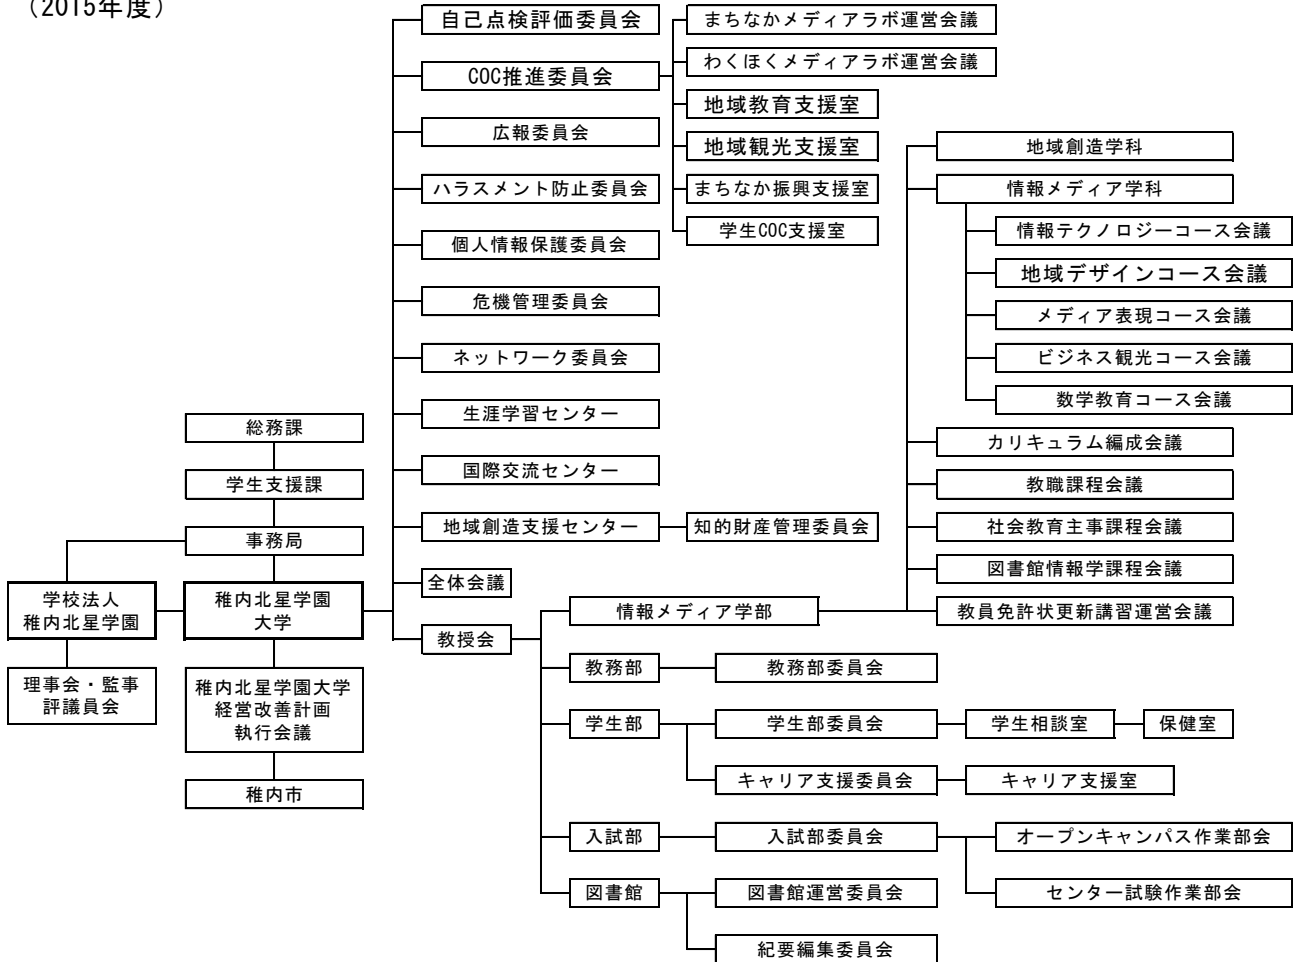 （2015年度）
自己点検評価委員会
COC推進委員会
広報委員会
ハラスメント防止委員会
個人情報保護委員会
危機管理委員会
ネットワーク委員会
生涯学習センター
国際交流センター
地域創造支援センター
知的財産管理委員会
全体会議
教授会
まちなかメディアラボ運営会議
わくほくメディアラボ運営会議
地域教育支援室
地域観光支援室
まちなか振興支援室
学生COC支援室
地域創造学科
情報メディア学科
情報テクノロジーコース会議
地域デザインコース会議
メディア表現コース会議
ビジネス観光コース会議
数学教育コース会議
カリキュラム編成会議
教職課程会議
社会教育主事課程会議
図書館情報学課程会議
教員免許状更新講習運営会議
総務課
学生支援課
事務局
学校法人
稚内北星学園
稚内北星学園
大学
理事会・監事
評議員会
稚内北星学園大学
経営改善計画
執行会議
稚内市
情報メディア学部
教務部
教務部委員会
学生部
学生部委員会
学生相談室
保健室
キャリア支援委員会
キャリア支援室
入試部
入試部委員会
オープンキャンパス作業部会
センター試験作業部会
図書館
図書館運営委員会
紀要編集委員会